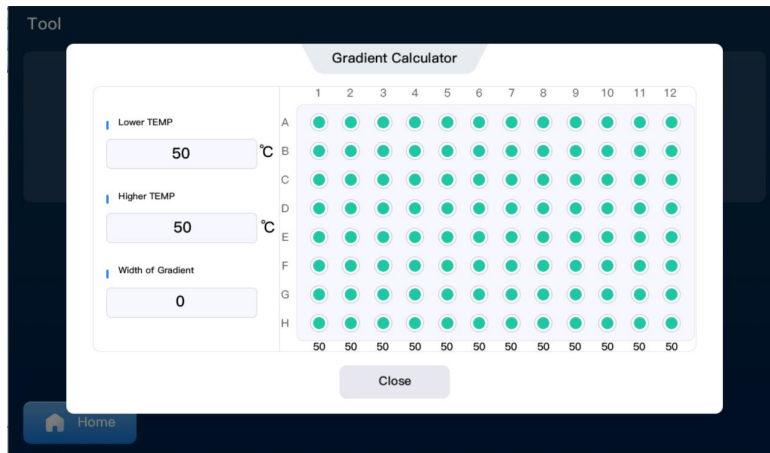 Tool
Gradient Calculator
1 2 3 4 5 6 7 8 9 10 11 12
Lower TEMP
A
50 ℃
B
C
Higher TEMP
D
50 ℃
E
Width of Gradient
F
0
G
H
50 50 50 50 50 50 50 50 50 50 50 50
Close
Home